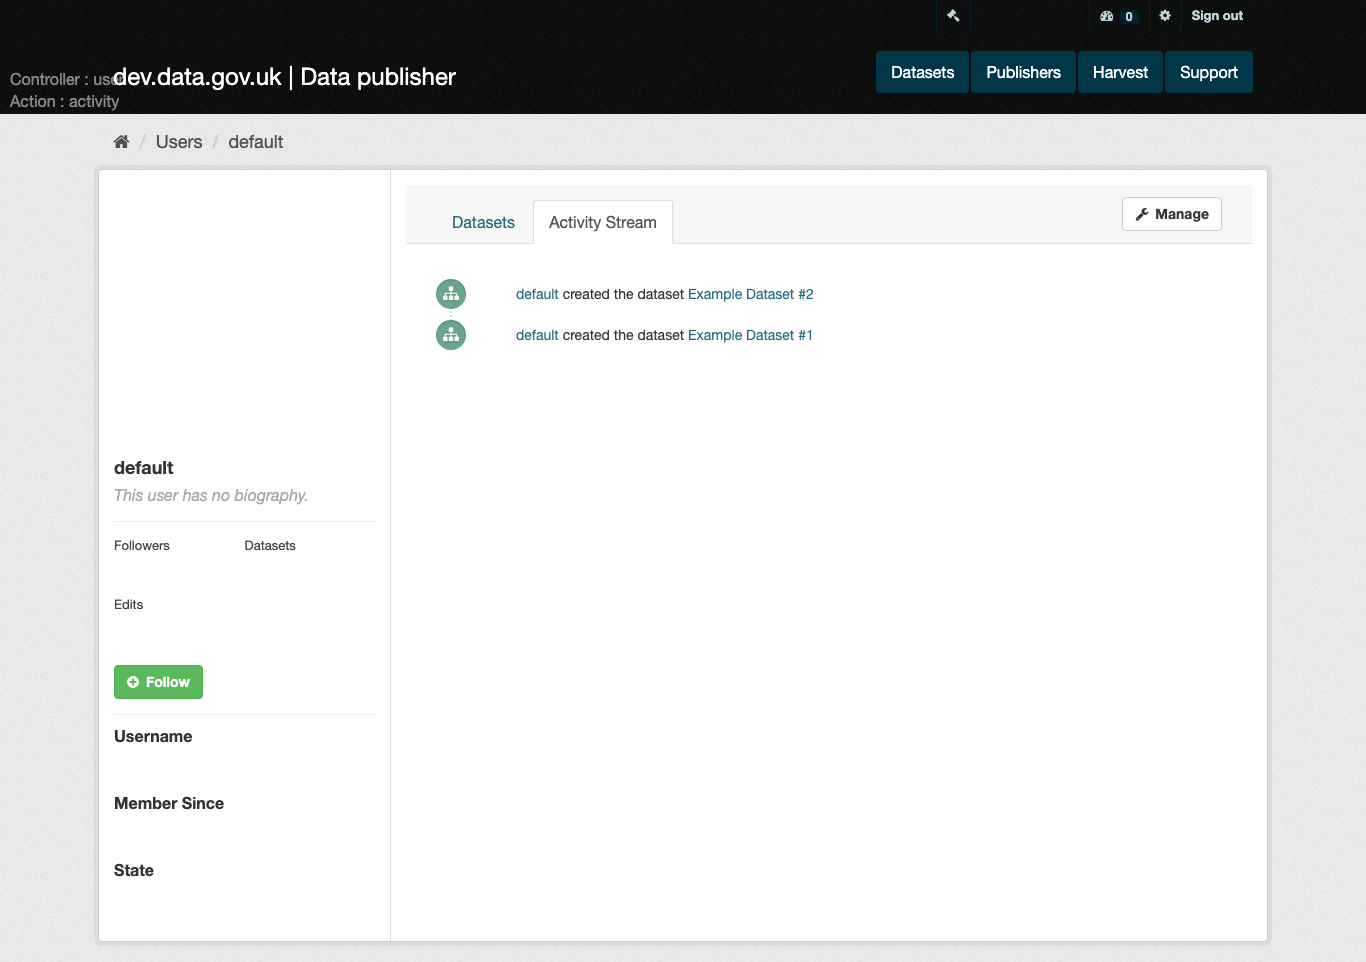 0 Sign out
Controller : user
dev.data.gov.uk | Data publisher
Datasets Publishers Harvest Support
Action : activity
/ Users / default
Datasets Activity Stream Manage
default created the dataset Example Dataset #2
default created the dataset Example Dataset #1
default
This user has no biography.
Followers Datasets
Edits
Follow
Username
Member Since
State